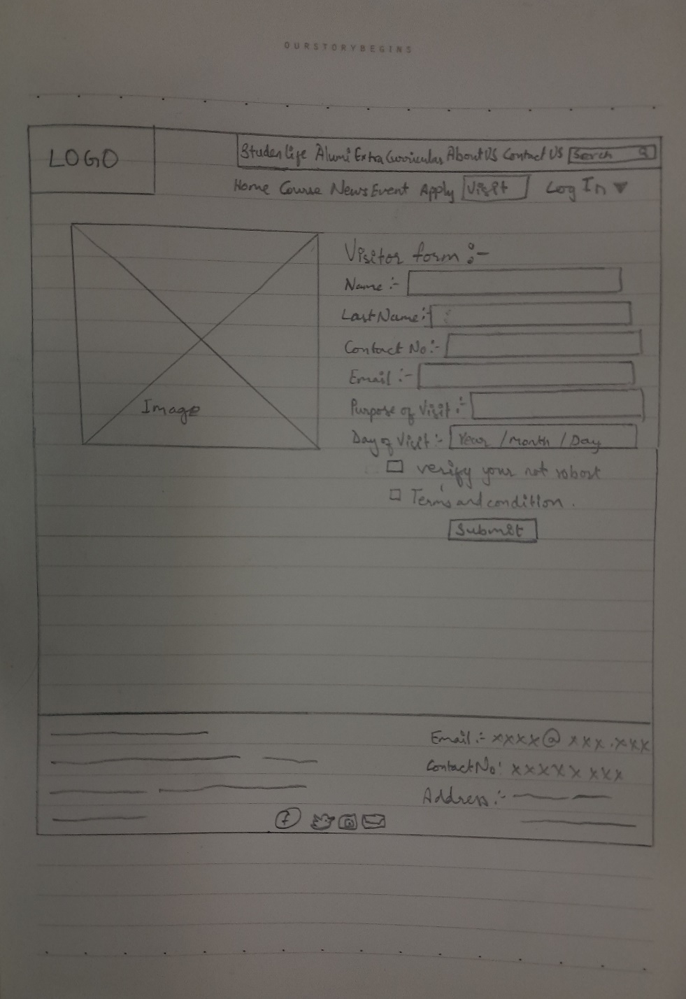 OURSTORYBEGINS
LOGO
Studen Life Alumi Extra Curriculas About US Contact US Serch
Home Course News Event Apply Visit Log In
Visitor form :-
Name :-
Last Name :-
Contact No :-
Email :-
Purpose of Visit :-
Day of Visit :- Year / Month / Day
verify your not robost
Terms and condition .
Submit
Image
Email :- xxxx@ xxx.xxx
Contact No: xxxxx xxx
Address :-
f